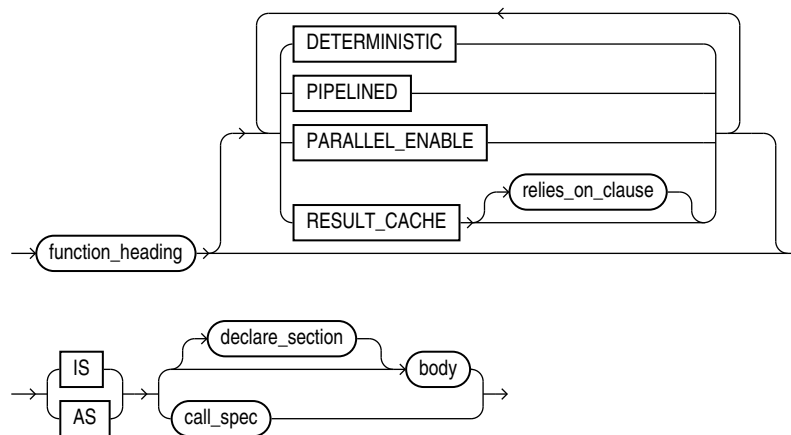 DETERMINISTIC
PIPELINED
PARALLEL_ENABLE
relies_on_clause
RESULT_CACHE
function_heading
declare_section
IS
body
AS
call_spec